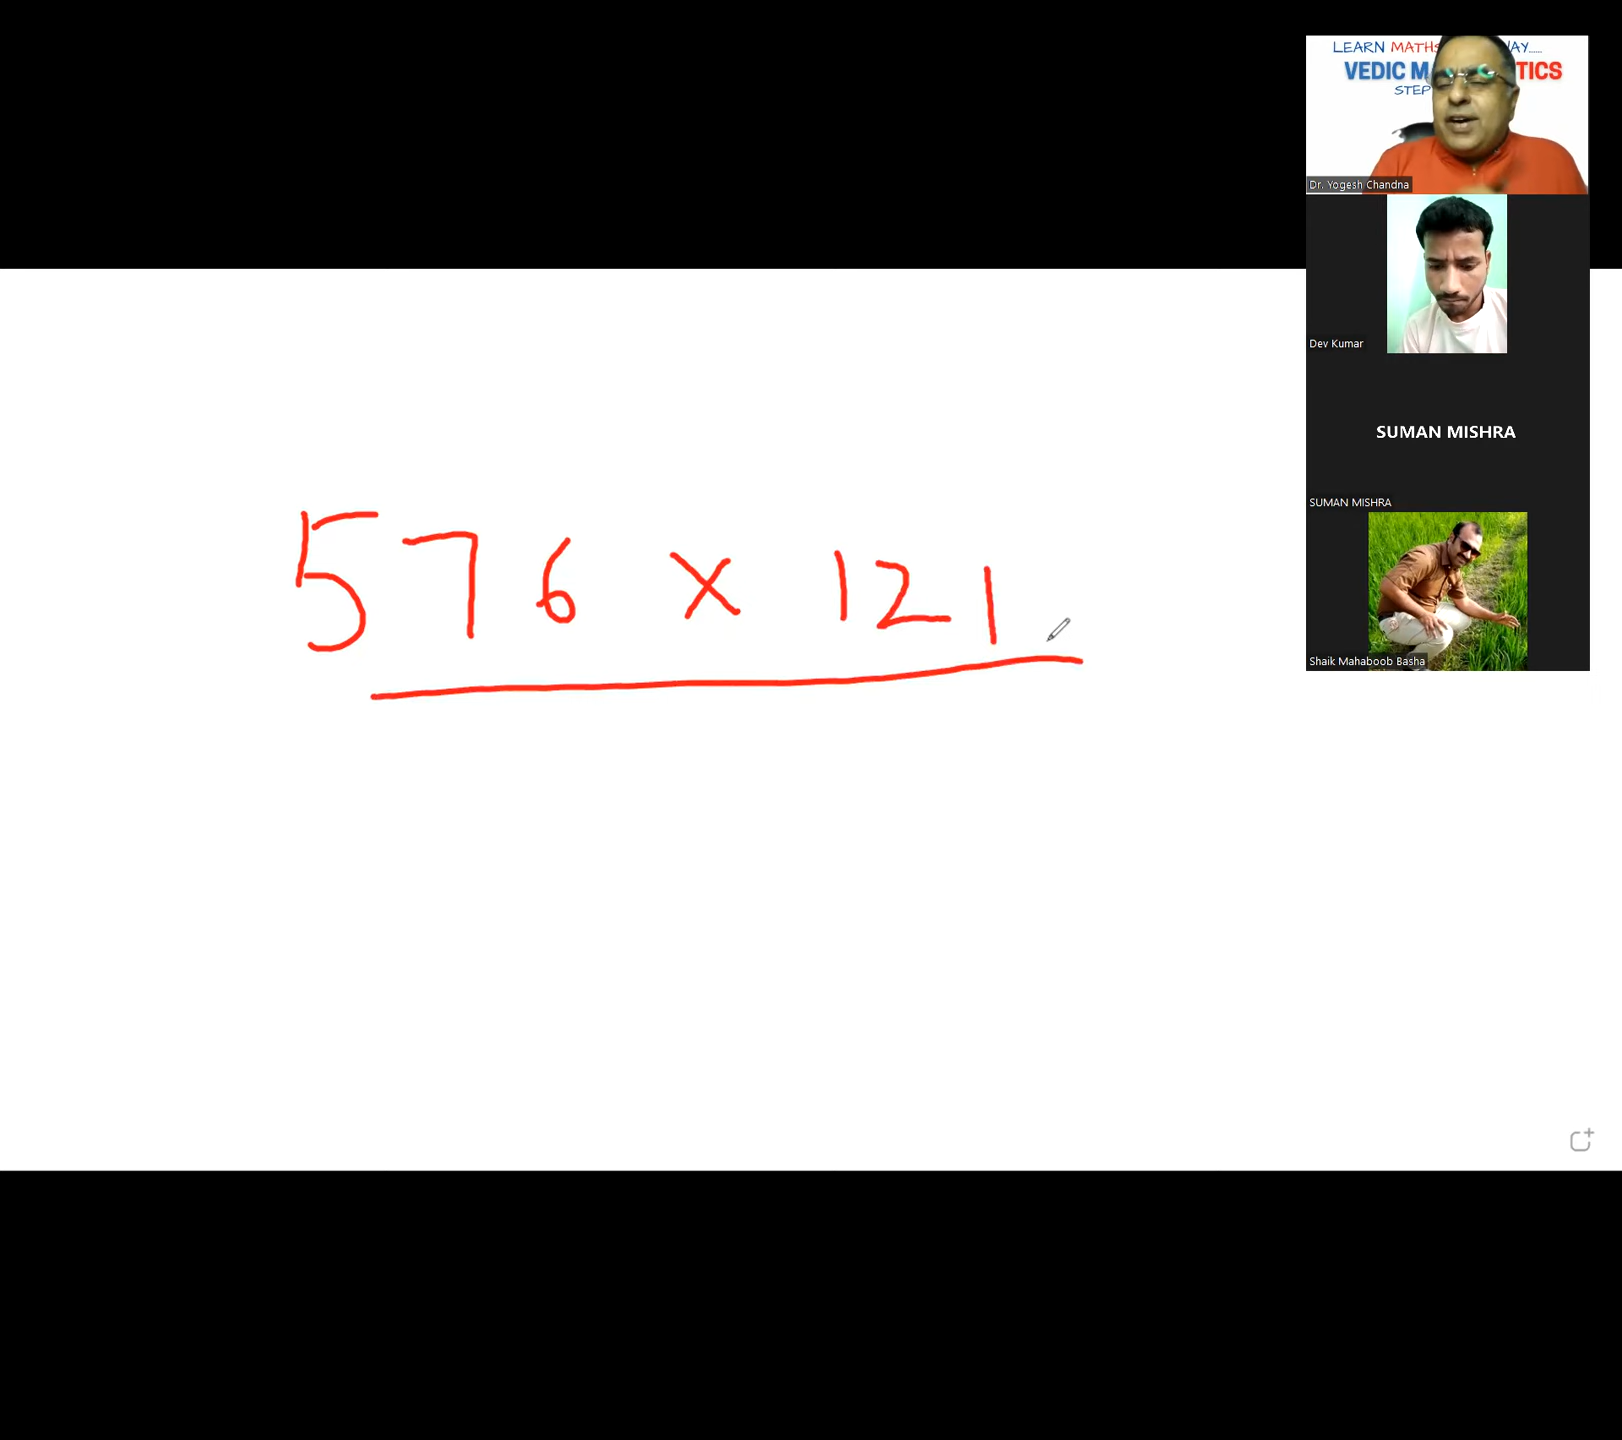 LEARN MATHS
VEDIC M TICS
STEP
Dr. Yogesh Chandna
Dev Kumar
SUMAN MISHRA
SUMAN MISHRA
Shaik Mahaboob Basha
576 × 121